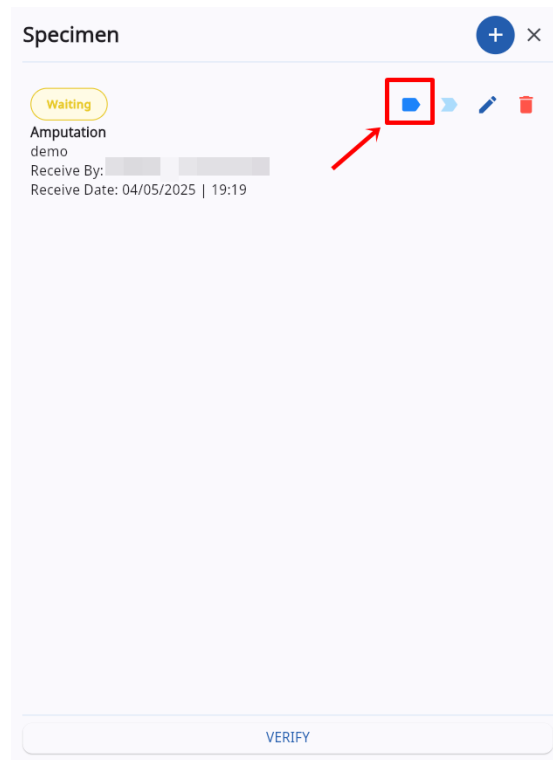 Specimen
Waiting
Amputation
demo
Receive By:
Receive Date: 04/05/2025 | 19:19
VERIFY